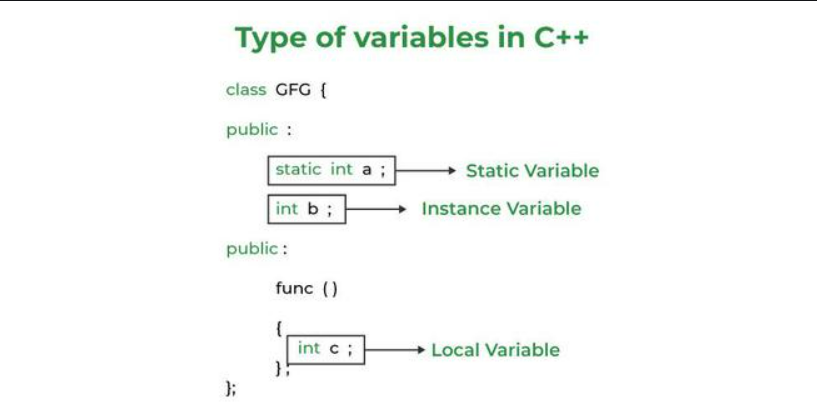 Type of variables in C++
class GFG {
public :
static int a ; Static Variable
int b ; Instance Variable
public :
func ()
{
int c ; Local Variable
};
};